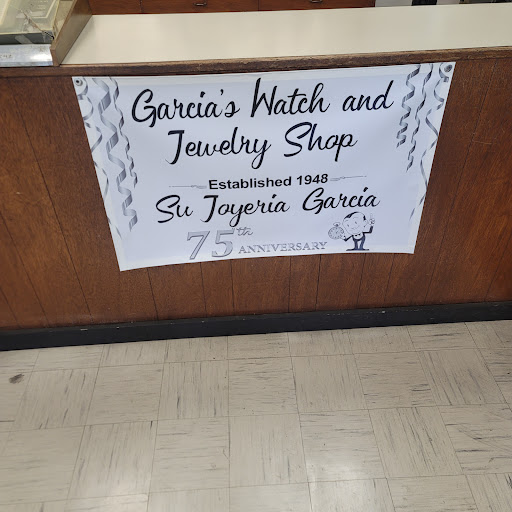 Garcia's Watch and
Jewelry Shop
Established 1948
Su Joyeria Garcia
75th ANNIVERSARY